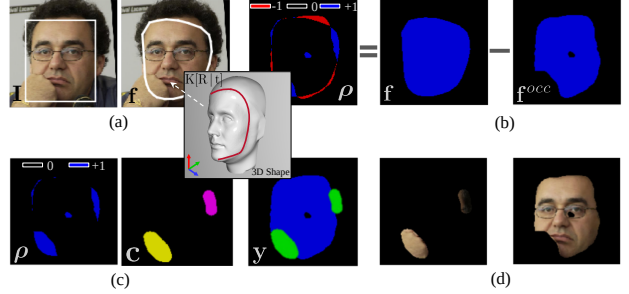 I
f
-1 0 +1
ρ
f
f^occ
K[R|t]
3D Shape
(a)
(b)
0 +1
ρ
c
y
(c)
(d)